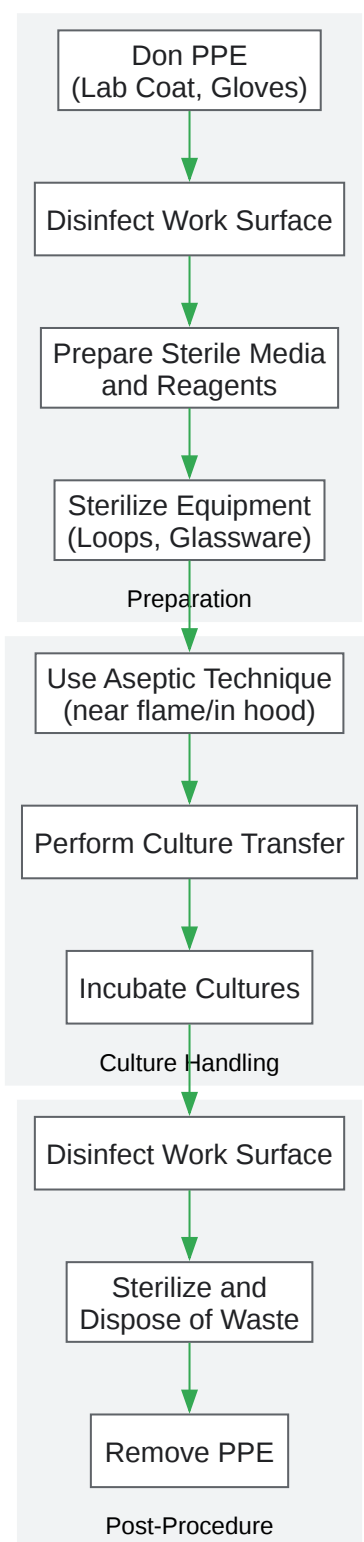 Don PPE
(Lab Coat, Gloves)
Disinfect Work Surface
Prepare Sterile Media
and Reagents
Sterilize Equipment
(Loops, Glassware)
Preparation
Use Aseptic Technique
(near flame/in hood)
Perform Culture Transfer
Incubate Cultures
Culture Handling
Disinfect Work Surface
Sterilize and
Dispose of Waste
Remove PPE
Post-Procedure